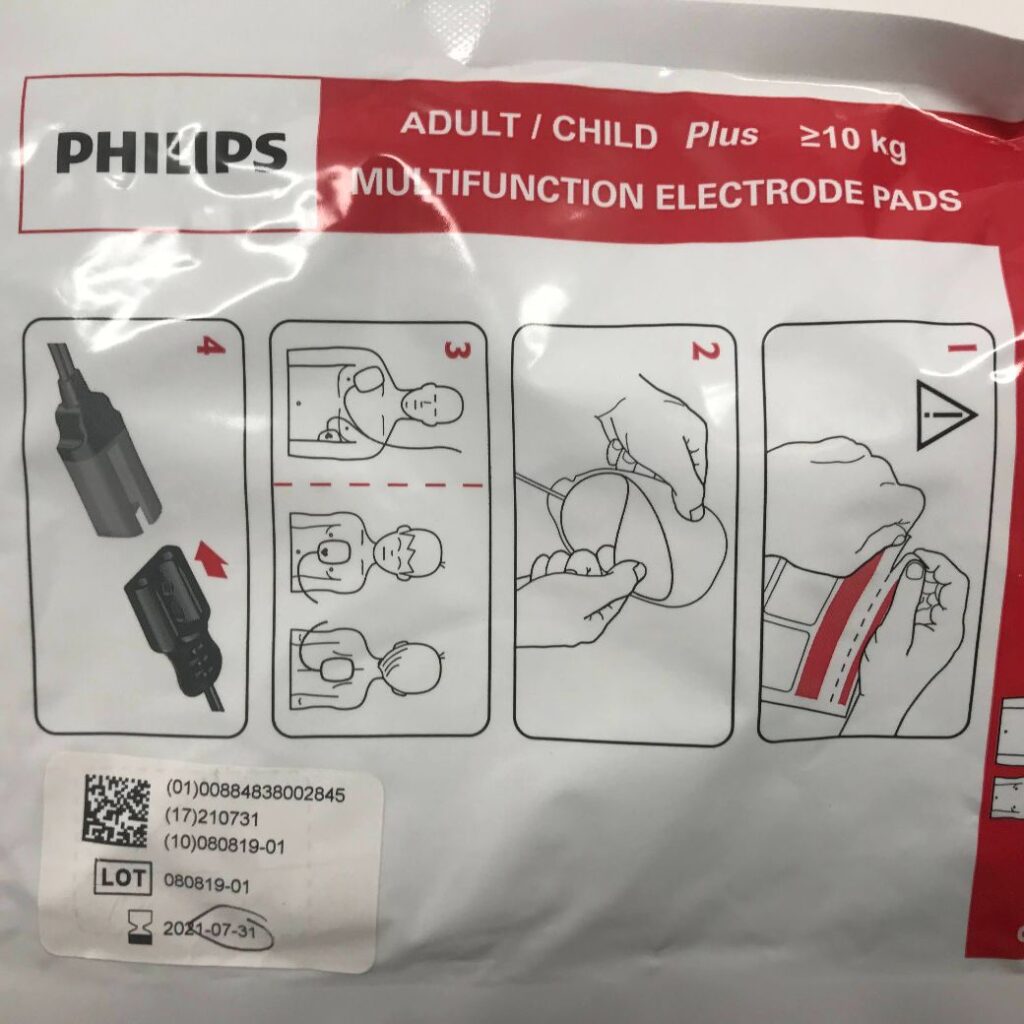 PHILIPS
ADULT / CHILD Plus ≥10 kg
MULTIFUNCTION ELECTRODE PADS
4
3
2
1
(01)00884838002845
(17)210731
(10)080819-01
LOT 080819-01
2021-07-31